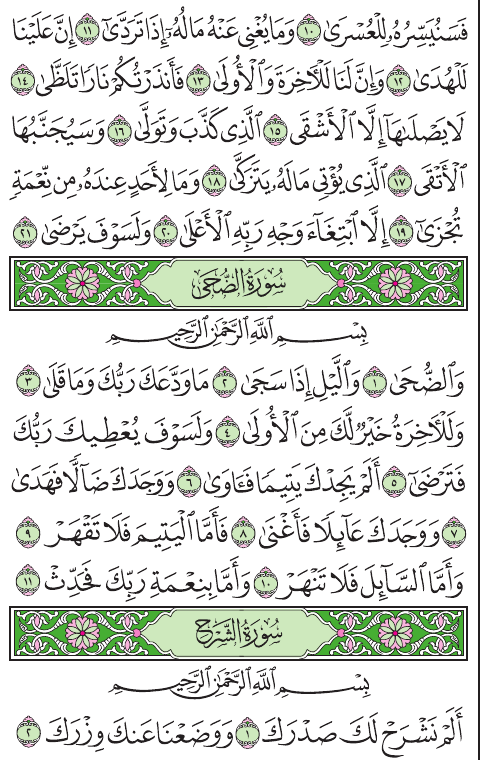 فَسَنُيَسِّرُهُۥ لِلْعُسْرَىٰ ١٠ وَمَا يُغْنِى عَنْهُ مَالُهُۥٓ إِذَا تَرَدَّىٰٓ ١١ إِنَّ عَلَيْنَا
لَلْهُدَىٰ ١٢ وَإِنَّ لَنَا لَلْءَاخِرَةَ وَٱلْأُولَىٰ ١٣ فَأَنذَرْتُكُمْ نَارًا تَلَظَّىٰ ١٤
لَا يَصْلَىٰهَآ إِلَّا ٱلْأَشْقَى ١٥ ٱلَّذِى كَذَّبَ وَتَوَلَّىٰ ١٦ وَسَيُجَنَّبُهَا
ٱلْأَتْقَى ١٧ ٱلَّذِى يُؤْتِى مَالَهُۥ يَتَزَكَّىٰ ١٨ وَمَا لِأَحَدٍ عِندَهُۥ مِن نِّعْمَةٍ
تُجْزَىٰٓ ١٩ إِلَّا ٱبْتِغَآءَ وَجْهِ رَبِّهِ ٱلْأَعْلَىٰ ٢٠ وَلَسَوْفَ يَرْضَىٰ ٢١
سُورَةُ الضُّحَىٰ
بِسْمِ ٱللَّهِ ٱلرَّحْمَٰنِ ٱلرَّحِيمِ
وَٱلضُّحَىٰ ١ وَٱلَّيْلِ إِذَا سَجَىٰ ٢ مَا وَدَّعَكَ رَبُّكَ وَمَا قَلَىٰ ٣
وَلَلْءَاخِرَةُ خَيْرٌ لَّكَ مِنَ ٱلْأُولَىٰ ٤ وَلَسَوْفَ يُعْطِيكَ رَبُّكَ
فَتَرْضَىٰٓ ٥ أَلَمْ يَجِدْكَ يَتِيمًا فَـَٔاوَىٰ ٦ وَوَجَدَكَ ضَآلًّا فَهَدَىٰ
٧ وَوَجَدَكَ عَآئِلًا فَأَغْنَىٰ ٨ فَأَمَّا ٱلْيَتِيمَ فَلَا تَقْهَرْ ٩
وَأَمَّا ٱلسَّآئِلَ فَلَا تَنْهَرْ ١٠ وَأَمَّا بِنِعْمَةِ رَبِّكَ فَحَدِّثْ ١١
سُورَةُ الشَّرْحِ
بِسْمِ ٱللَّهِ ٱلرَّحْمَٰنِ ٱلرَّحِيمِ
أَلَمْ نَشْرَحْ لَكَ صَدْرَكَ ١ وَوَضَعْنَا عَنكَ وِزْرَكَ ٢